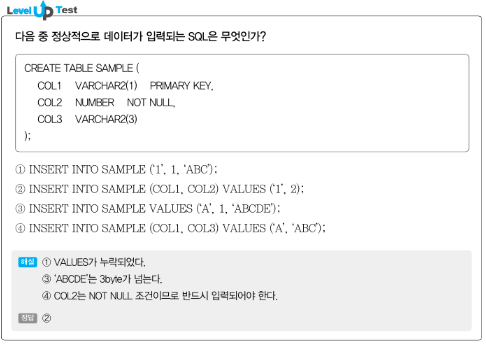 Level Up Test
다음 중 정상적으로 데이터가 입력되는 SQL은 무엇인가?
CREATE TABLE SAMPLE (
COL1 VARCHAR2(1) PRIMARY KEY,
COL2 NUMBER NOT NULL,
COL3 VARCHAR2(3)
);
① INSERT INTO SAMPLE ('1', 1, 'ABC');
② INSERT INTO SAMPLE (COL1, COL2) VALUES ('1', 2);
③ INSERT INTO SAMPLE VALUES ('A', 1, 'ABCDE');
④ INSERT INTO SAMPLE (COL1, COL3) VALUES ('A', 'ABC');
해설 ① VALUES가 누락되었다.
③ 'ABCDE'는 3byte가 넘는다.
④ COL2는 NOT NULL 조건이므로 반드시 입력되어야 한다.
정답 ②